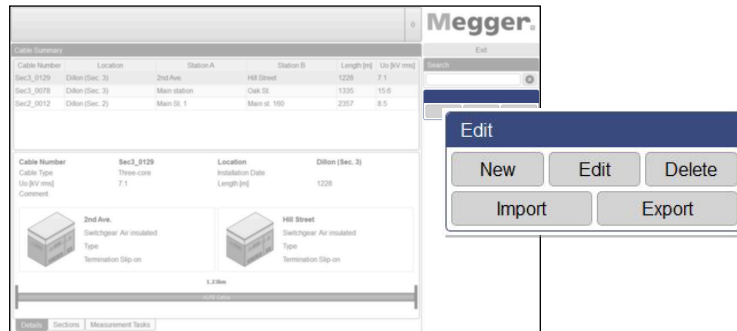 0
Megger.
Cable Summary
Exit
Cable Number Location Station A Station B Length [m] Uo [kV rms]
Search
Sec3_0129 Dillon (Sec. 3) 2nd Ave. Hill Street 1228 7.1
Sec3_0078 Dillon (Sec. 3) Main station Oak St. 1335 15.6
Sec2_0012 Dillon (Sec. 2) Main St. 1 Main st. 160 2357 8.5
Edit
New Edit Delete
Import Export
Cable Number Sec3_0129 Location Dillon (Sec. 3)
Cable Type Three-core Installation Date
Uo [kV rms] 7.1 Length [m] 1228
Comment
2nd Ave.
Switchgear Air insulated
Type
Termination Slip-on
Hill Street
Switchgear Air insulated
Type
Termination Slip-on
Details Sections Measurement Tasks